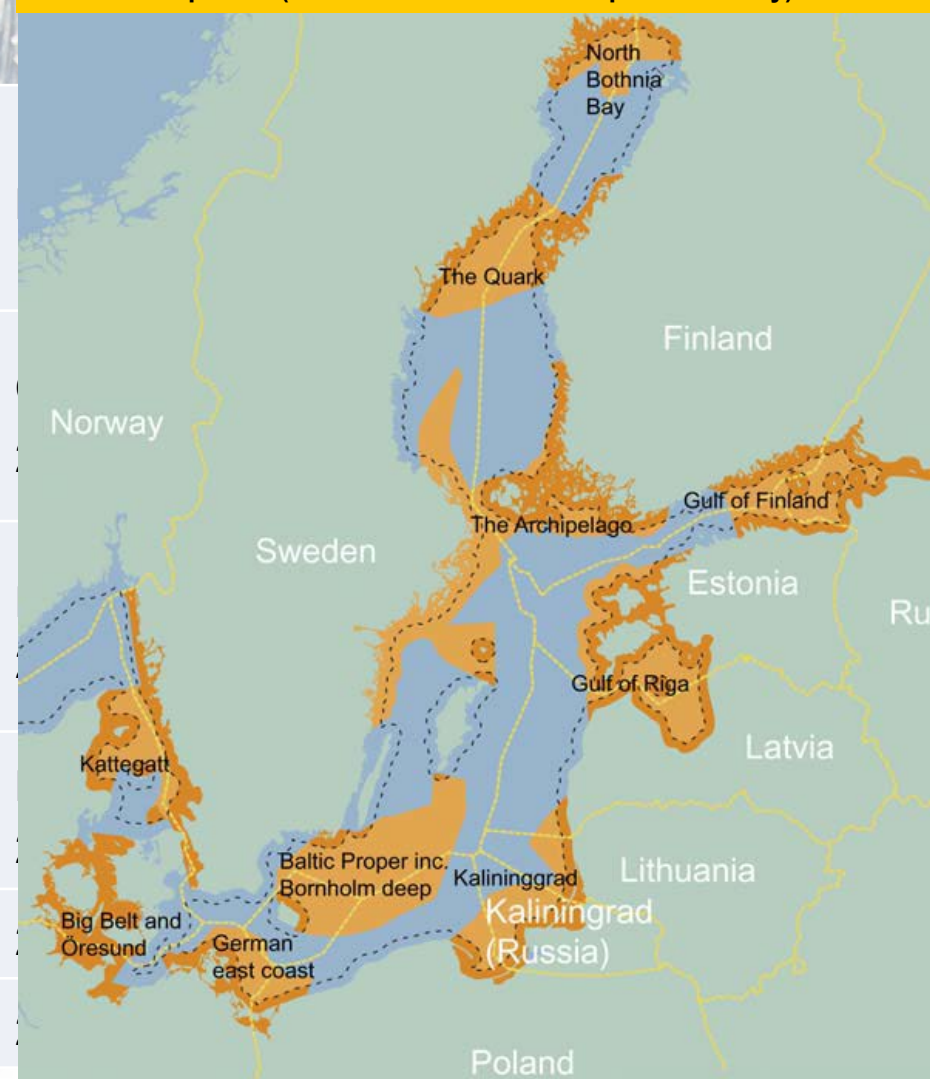 North
Bothnia
Bay
The Quark
Finland
Norway
Gulf of Finland
The Archipelago
Sweden
Estonia
Ru
Gulf of Riga
Latvia
Kattegatt
Baltic Proper inc.
Bornholm deep
Kalininggrad
Lithuania
Kaliningrad
(Russia)
Big Belt and
Öresund
German
east coast
Poland